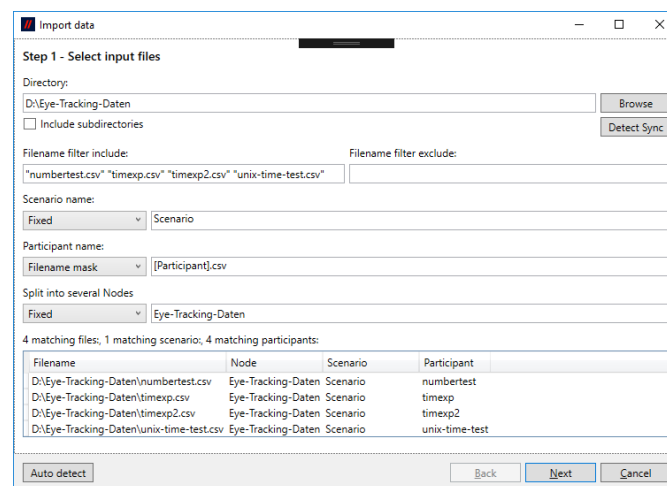 Import data
Step 1 - Select input files
Directory:
D:\Eye-Tracking-Daten
Browse
Include subdirectories
Detect Sync
Filename filter include: Filename filter exclude:
"numbertest.csv" "timexp.csv" "timexp2.csv" "unix-time-test.csv"
Scenario name:
Fixed Scenario
Participant name:
Filename mask [Participant].csv
Split into several Nodes
Fixed Eye-Tracking-Daten
4 matching files:, 1 matching scenario:, 4 matching participants:
Filename Node Scenario Participant
D:\Eye-Tracking-Daten\numbertest.csv Eye-Tracking-Daten Scenario numbertest
D:\Eye-Tracking-Daten\timexp.csv Eye-Tracking-Daten Scenario timexp
D:\Eye-Tracking-Daten\timexp2.csv Eye-Tracking-Daten Scenario timexp2
D:\Eye-Tracking-Daten\unix-time-test.csv Eye-Tracking-Daten Scenario unix-time-test
Auto detect Back Next Cancel